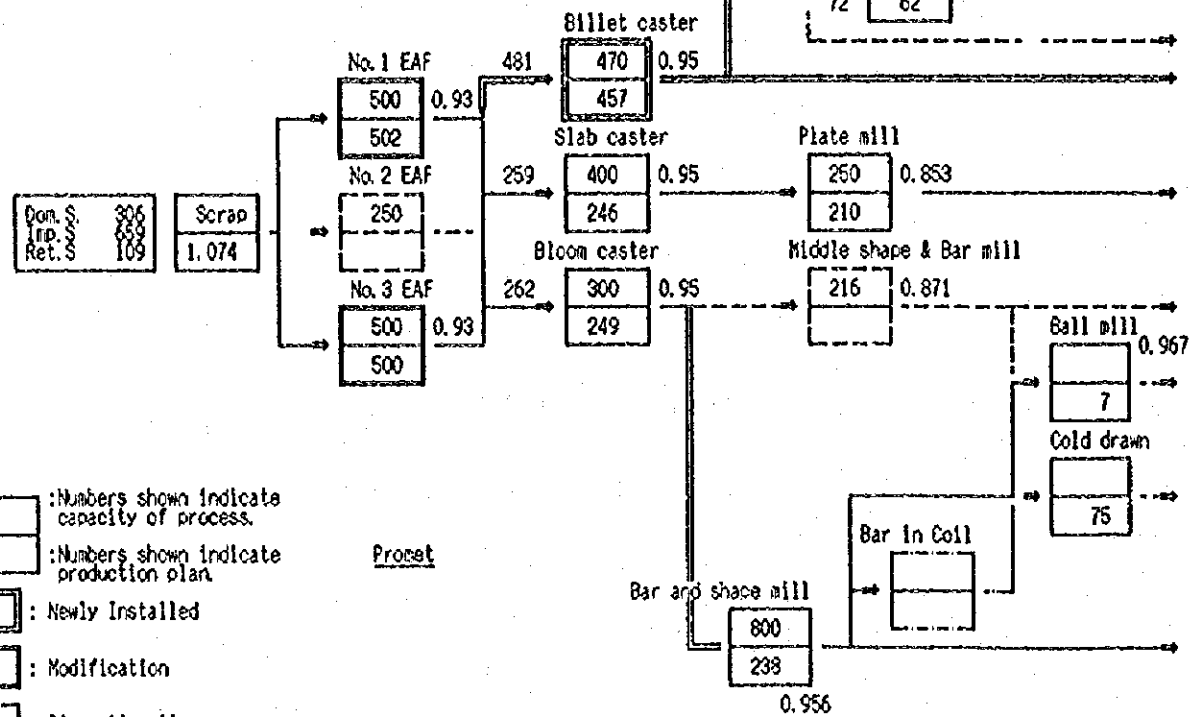 72 62
Billet caster
No. 1 EAF 481 470 0.95
500 0.93 457
502 Slab caster Plate mill
No. 2 EAF 259 400 0.95 250 0.853
Dom. S. 306 Scrap 250 246 210
Imp. S 659
Ret. S 109 1.074 Bloom caster Middle shape & Bar mill
No. 3 EAF 262 300 0.95 216 0.871
500 0.93 249 Ball mill
500 0.967
7
Cold drawn
75
:Numbers shown indicate
capacity of process.
:Numbers shown indicate
production plan.
Promet
Bar in Coil
: Newly Installed
Bar and shape mill
800
: Modification
238
0.956